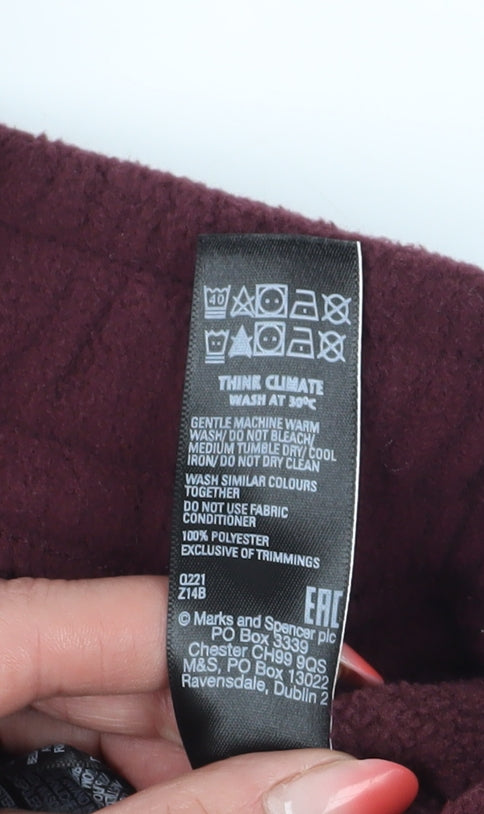 40
THINK CLIMATE
WASH AT 30ºC
GENTLE MACHINE WARM
WASH/ DO NOT BLEACH/
MEDIUM TUMBLE DRY/ COOL
IRON/ DO NOT DRY CLEAN
WASH SIMILAR COLOURS
TOGETHER
DO NOT USE FABRIC
CONDITIONER
100% POLYESTER
EXCLUSIVE OF TRIMMINGS
0221
Z14B
EAC
© Marks and Spencer plc
PO Box 3339
Chester CH99 9QS
M&S, PO Box 13022
Ravensdale, Dublin 2